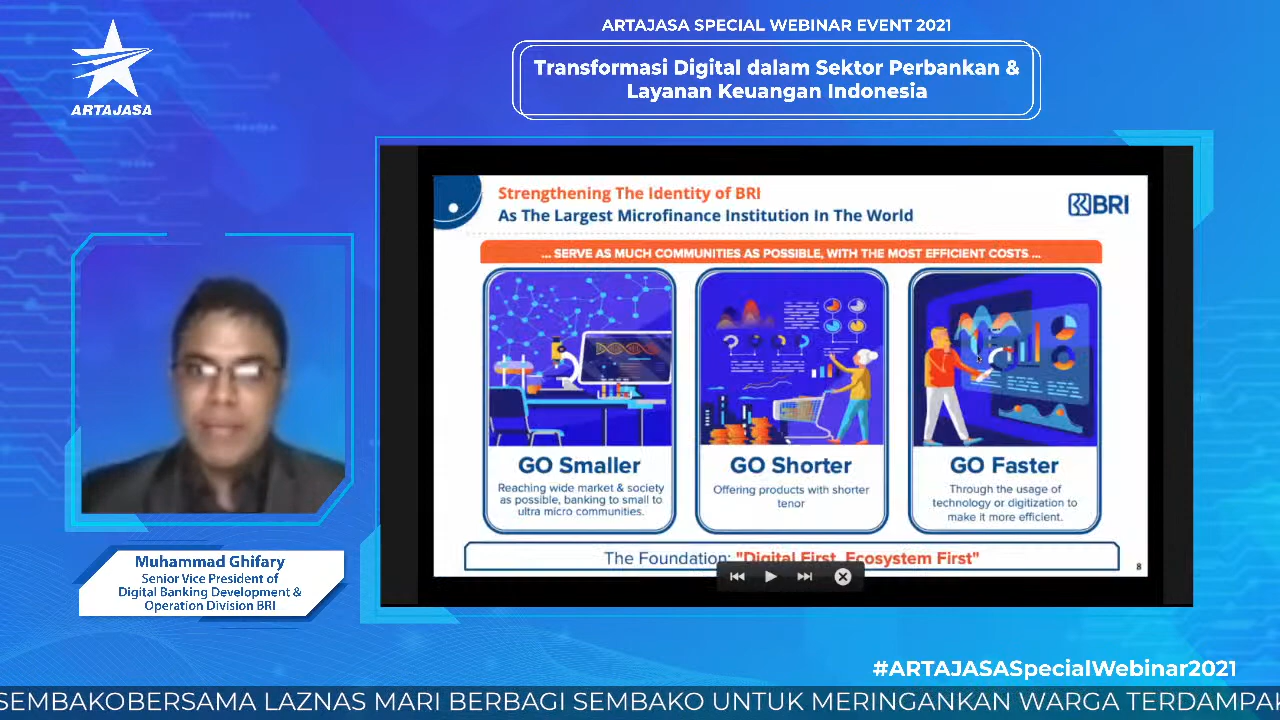 ARTAJASA SPECIAL WEBINAR EVENT 2021
Transformasi Digital dalam Sektor Perbankan &
Layanan Keuangan Indonesia
ARTAJASA
Strengthening The Identity of BRI
As The Largest Microfinance Institution In The World
BRI
... SERVE AS MUCH COMMUNITIES AS POSSIBLE, WITH THE MOST EFFICIENT COSTS ...
GO Smaller
Reaching wide market & society
as possible, banking to small to
ultra micro communities.
GO Shorter
Offering products with shorter
tenor
GO Faster
Through the usage of
technology or digitization to
make it more efficient.
The Foundation: "Digital First, Ecosystem First"
8
Muhammad Ghifary
Senior Vice President of
Digital Banking Development &
Operation Division BRI
#ARTAJASASpecialWebinar2021
SEMBAKOBERSAMA LAZNAS MARI BERBAGI SEMBAKO UNTUK MERINGANKAN WARGA TERDAMPA